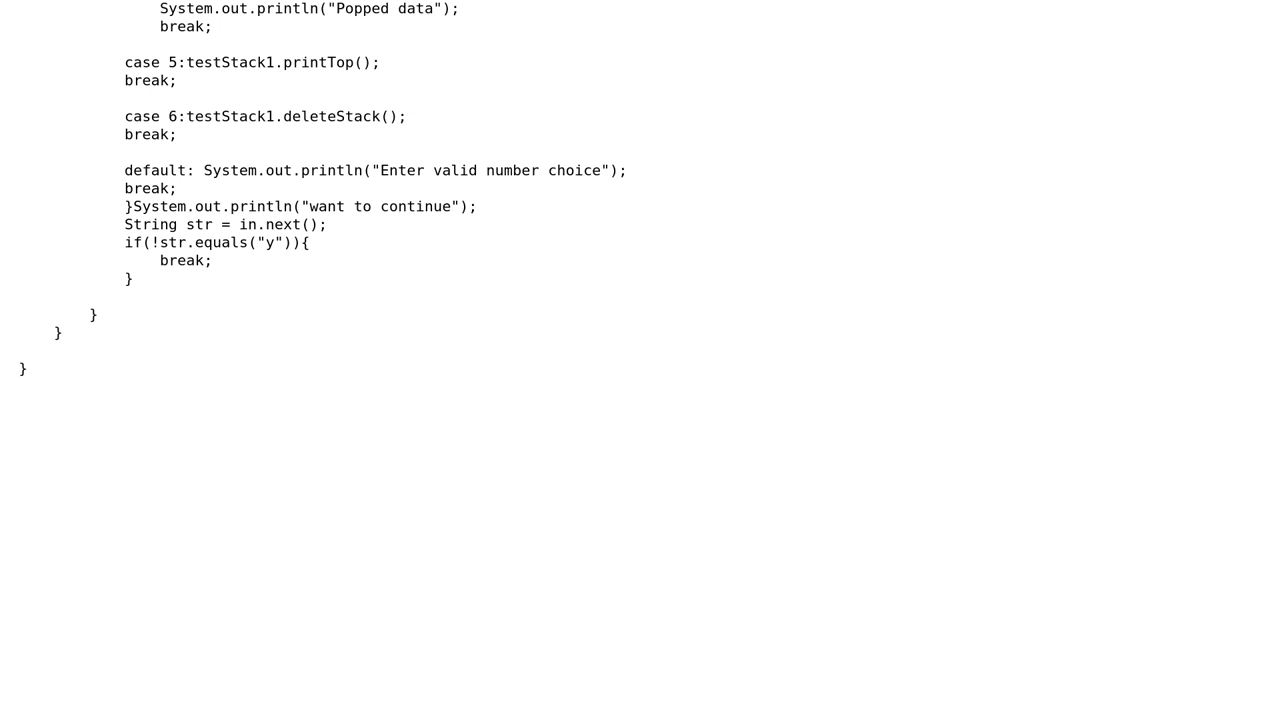 System.out.println("Popped data");
break;
case 5:testStack1.printTop();
break;
case 6:testStack1.deleteStack();
break;
default: System.out.println("Enter valid number choice");
break;
}System.out.println("want to continue");
String str = in.next();
if(!str.equals("y")){
break;
}
}
}
}